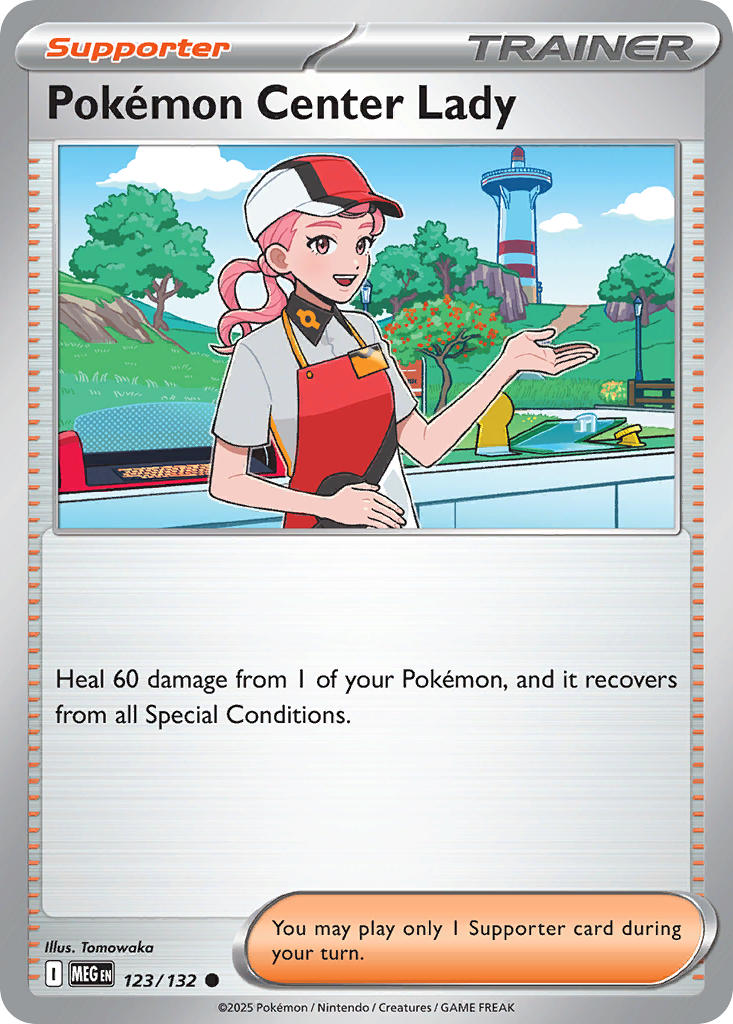 Supporter
TRAINER
Pokémon Center Lady
Heal 60 damage from 1 of your Pokémon, and it recovers
from all Special Conditions.
You may play only 1 Supporter card during
your turn.
Illus. Tomowaka
I MEG EN 123/132
©2025 Pokémon / Nintendo / Creatures / GAME FREAK